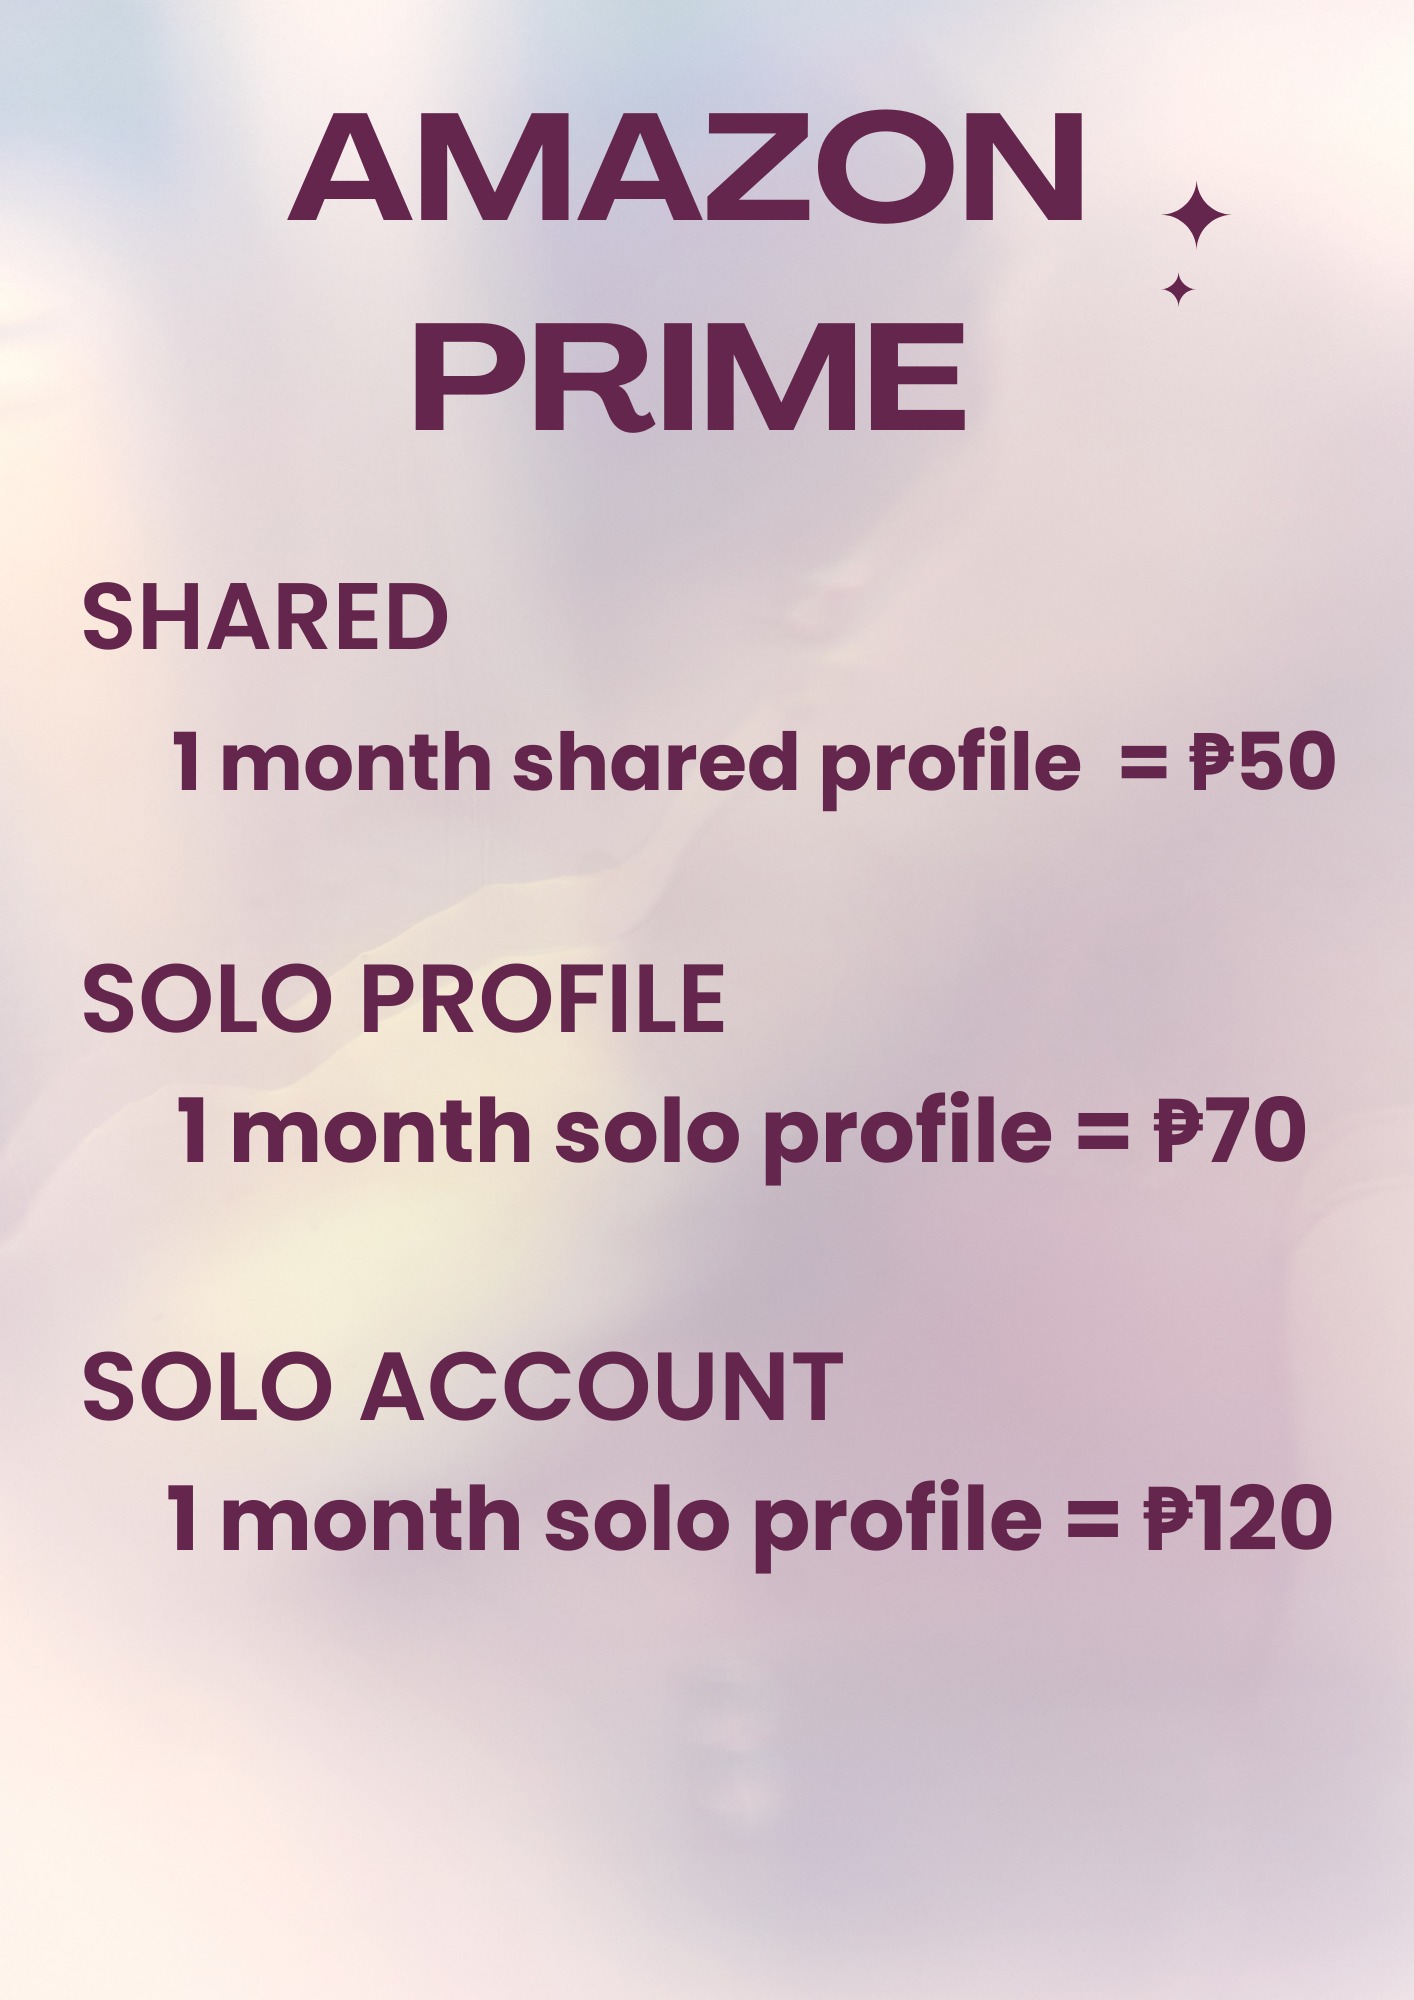 AMAZON
PRIME
SHARED
1 month shared profile = ₱50
SOLO PROFILE
1 month solo profile = ₱70
SOLO ACCOUNT
1 month solo profile = ₱120